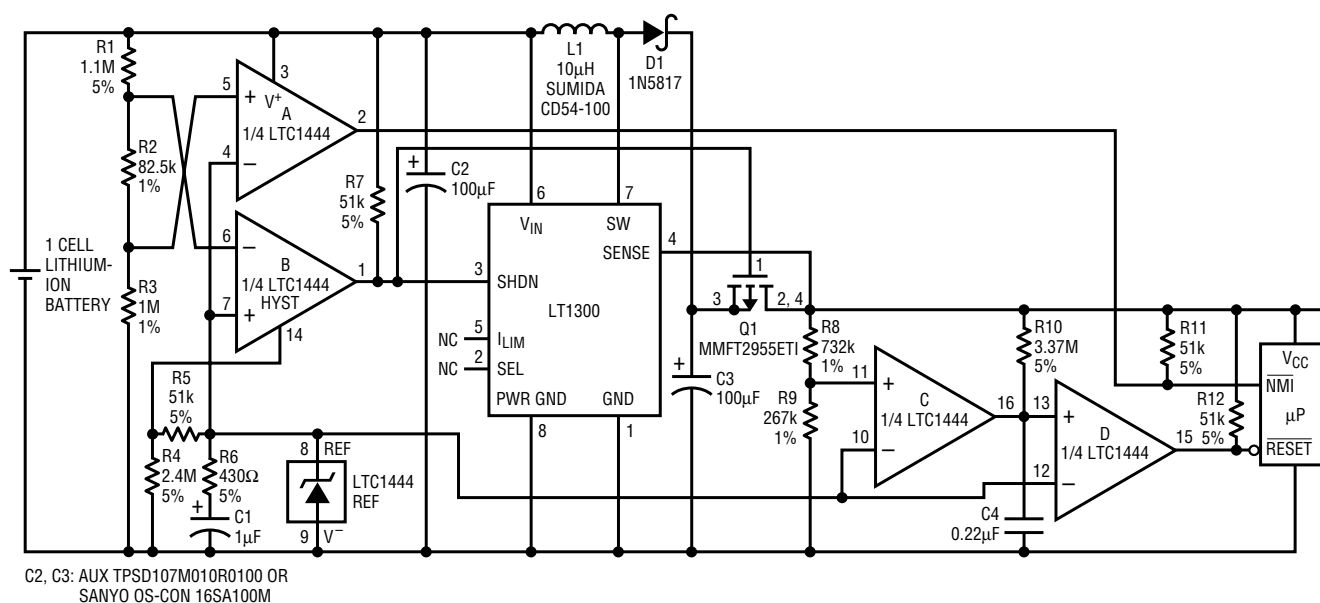 R1
1.1M
5%
R2
82.5k
1%
R3
1M
1%
1 CELL
LITHIUM-
ION
BATTERY
3
V+
5
+
A
1/4 LTC1444
2
4
−
6
−
B
1/4 LTC1444
HYST
1
7
+
14
R5
51k
5%
R4
2.4M
5%
R6
430Ω
5%
+
C1
1µF
8
REF
LTC1444
REF
9
V−
R7
51k
5%
+
C2
100µF
L1
10µH
SUMIDA
CD54-100
D1
1N5817
6
7
VIN
SW
SENSE
4
3
SHDN
LT1300
NC
5
ILIM
NC
2
SEL
PWR GND
GND
8
1
1
3
2, 4
Q1
MMFT2955ETI
+
C3
100µF
R8
732k
1%
R9
267k
1%
11
+
C
1/4 LTC1444
10
−
16
R10
3.37M
5%
13
+
D
1/4 LTC1444
12
−
15
C4
0.22µF
R11
51k
5%
R12
51k
5%
VCC
NMI
µP
RESET
C2, C3: AUX TPSD107M010R0100 OR
SANYO OS-CON 16SA100M